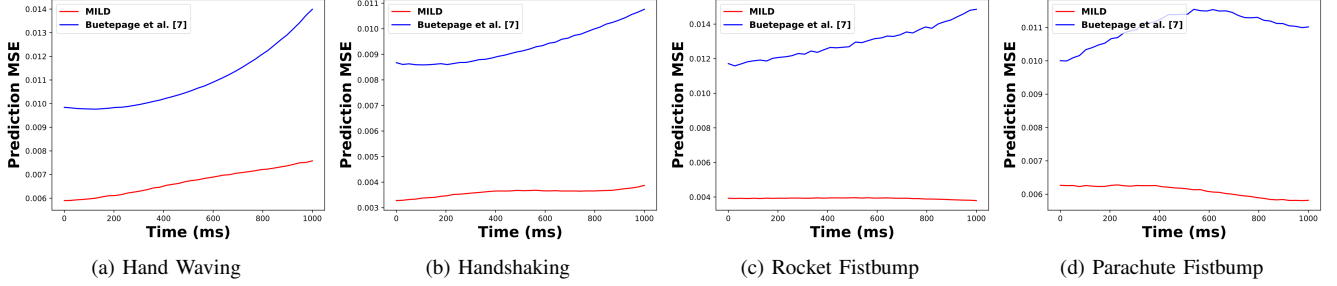 MILD
Buetepage et al. [7]
Prediction MSE
0.014
0.013
0.012
0.011
0.010
0.009
0.008
0.007
0.006
0 200 400 600 800 1000
Time (ms)
(a) Hand Waving
MILD
Buetepage et al. [7]
Prediction MSE
0.010
0.009
0.008
0.007
0.006
0.005
0.004
0.003
0 200 400 600 800 1000
Time (ms)
(b) Handshaking
MILD
Buetepage et al. [7]
Prediction MSE
0.014
0.012
0.010
0.008
0.006
0.004
0 200 400 600 800 1000
Time (ms)
(c) Rocket Fistbump
MILD
Buetepage et al. [7]
Prediction MSE
0.011
0.010
0.009
0.008
0.007
0.006
0 200 400 600 800 1000
Time (ms)
(d) Parachute Fistbump